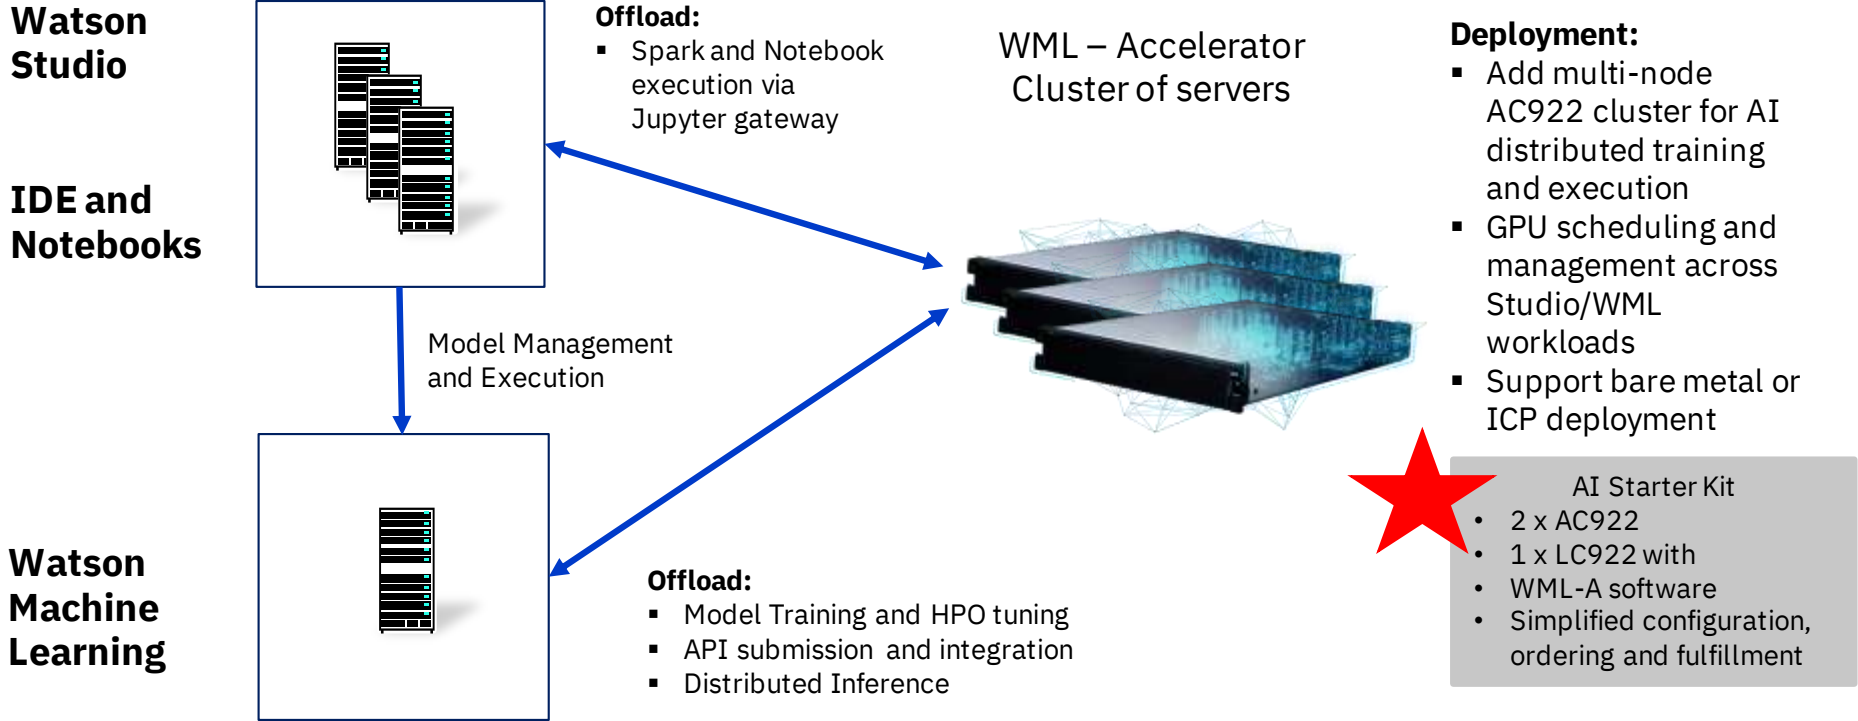 Watson
Studio
IDE and
Notebooks
Offload:
▪ Spark and Notebook
execution via
Jupyter gateway
WML – Accelerator
Cluster of servers
Model Management
and Execution
Watson
Machine
Learning
Offload:
▪ Model Training and HPO tuning
▪ API submission and integration
▪ Distributed Inference
Deployment:
▪ Add multi-node
AC922 cluster for AI
distributed training
and execution
▪ GPU scheduling and
management across
Studio/WML
workloads
▪ Support bare metal or
ICP deployment
AI Starter Kit
• 2 x AC922
• 1 x LC922 with
• WML-A software
• Simplified configuration,
ordering and fulfillment